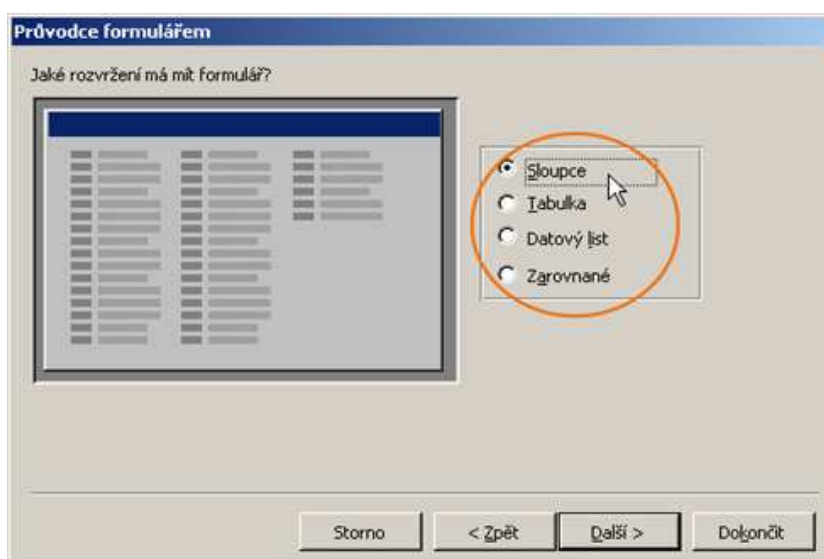 Průvodce formulářem
Jaké rozvržení má mít formulář?
Sloupce
Tabulka
Datový list
Zarovnané
Storno
< Zpět
Další >
Dokončit